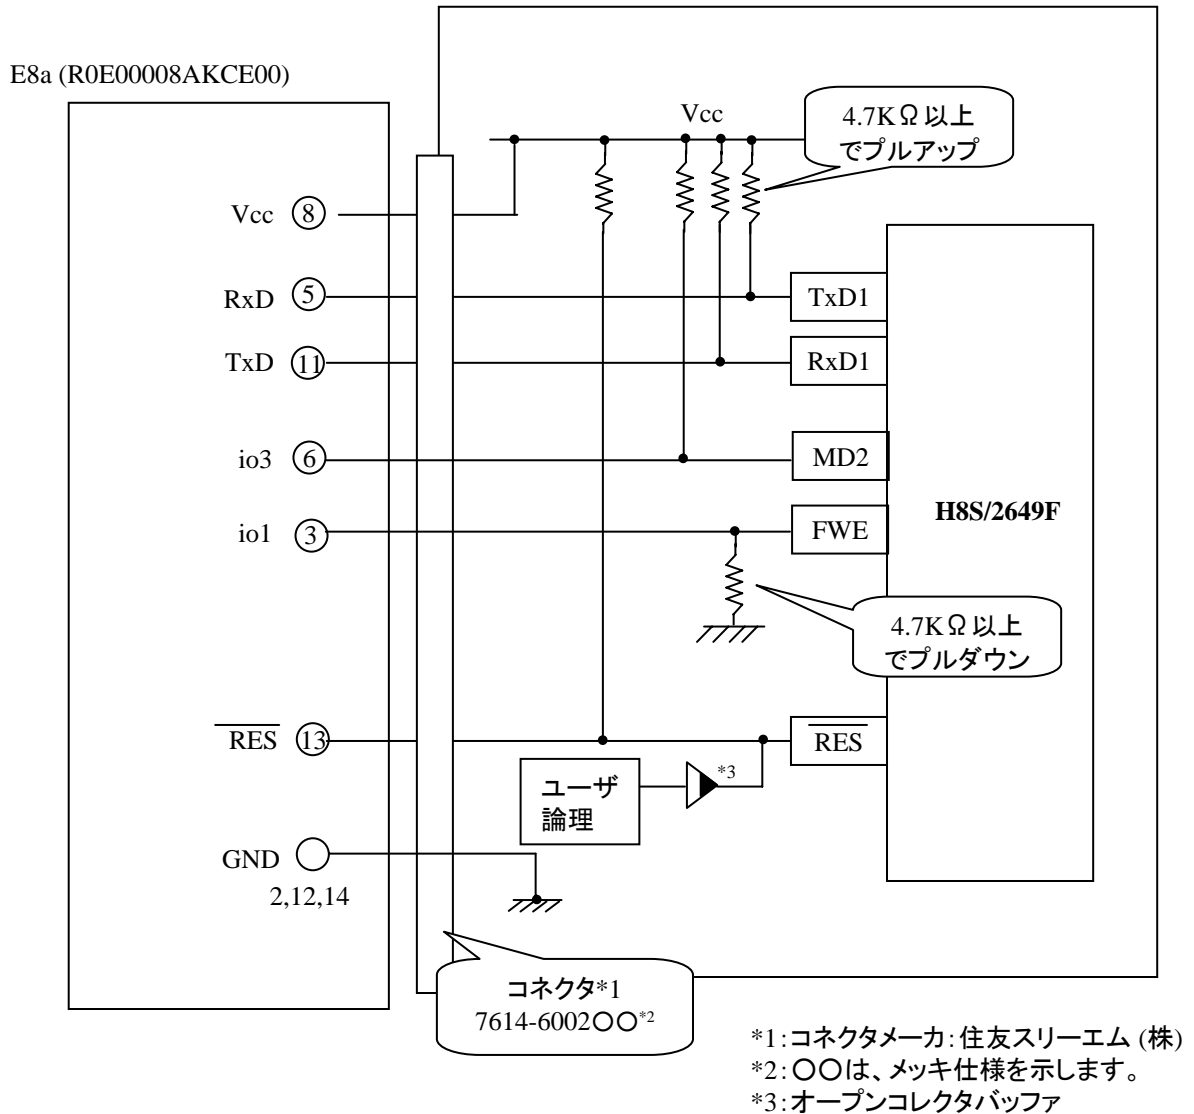 E8a (R0E00008AKCE00)
Vcc
4.7KΩ以上
でプルアップ
Vcc 8
RxD 5
TxD1
TxD 11
RxD1
io3 6
MD2
io1 3
FWE
H8S/2649F
4.7KΩ以上
でプルダウン
RES 13
RES
ユーザ
論理
*3
GND
2,12,14
コネクタ*1
7614-6002〇〇*2
*1:コネクタメーカ:住友スリーエム (株)
*2:〇〇は、メッキ仕様を示します。
*3:オープンコレクタバッファ